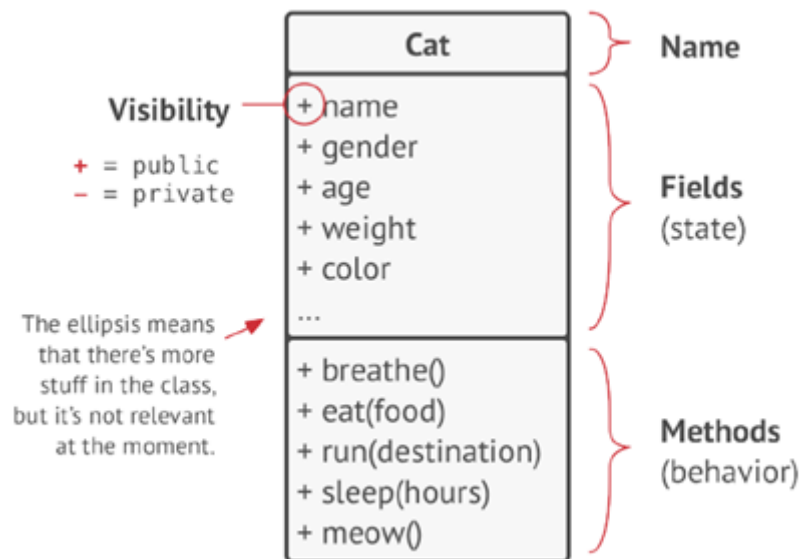 Cat
Name
Visibility
+ = public
− = private
+ name
+ gender
+ age
+ weight
+ color
...
Fields
(state)
The ellipsis means
that there's more
stuff in the class,
but it's not relevant
at the moment.
+ breathe()
+ eat(food)
+ run(destination)
+ sleep(hours)
+ meow()
Methods
(behavior)